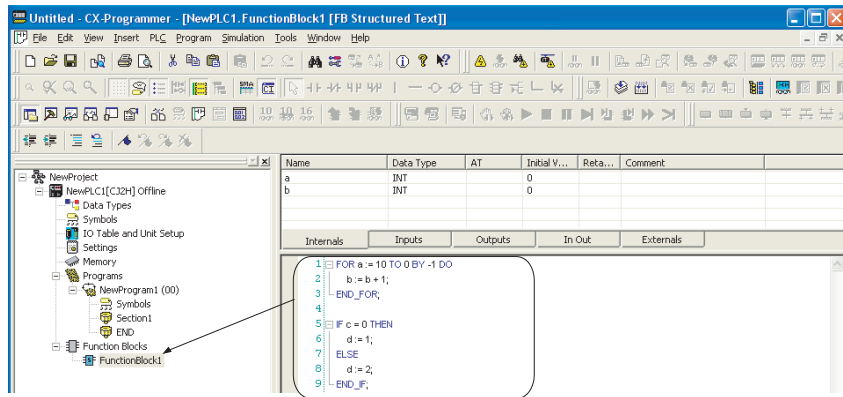 Untitled - CX-Programmer - [NewPLC1.FunctionBlock1 [FB Structured Text]]
File Edit View Insert PLC Program Simulation Tools Window Help
Name Data Type AT Initial V... Reta... Comment
a INT 0
b INT 0
Internals Inputs Outputs In Out Externals
NewProject
NewPLC1[CJ2H] Offline
Data Types
Symbols
IO Table and Unit Setup
Settings
Memory
Programs
NewProgram1 (00)
Symbols
Section1
END
Function Blocks
FunctionBlock1
1 FOR a := 10 TO 0 BY -1 DO
2 b := b + 1;
3 END_FOR;
4
5 IF c = 0 THEN
6 d := 1;
7 ELSE
8 d := 2;
9 END_IF;